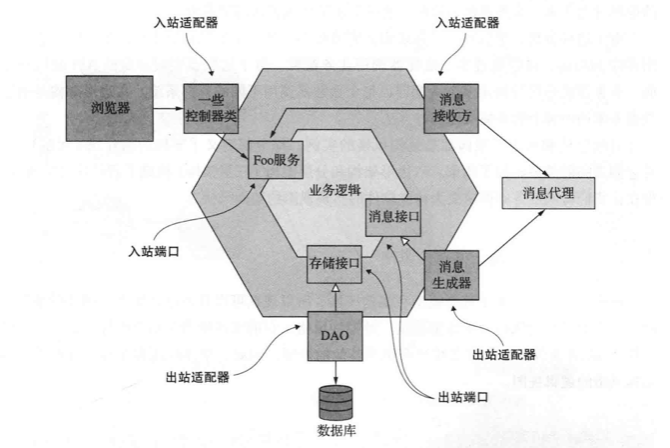 入站适配器
入站适配器
浏览器
一些
控制器类
消息
接收方
Foo服务
业务逻辑
消息代理
消息接口
入站端口
存储接口
消息
生成器
DAO
出站适配器
出站适配器
出站端口
数据库